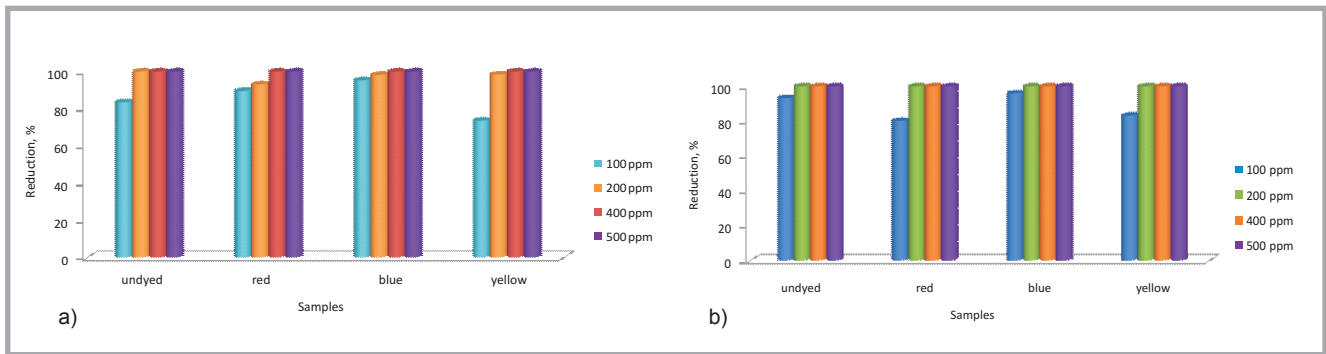 Reduction, %
100
80
60
40
20
0
undyed red blue yellow
Samples
100 ppm
200 ppm
400 ppm
500 ppm
a)
Reduction, %
100
80
60
40
20
0
undyed red blue yellow
Samples
100 ppm
200 ppm
400 ppm
500 ppm
b)